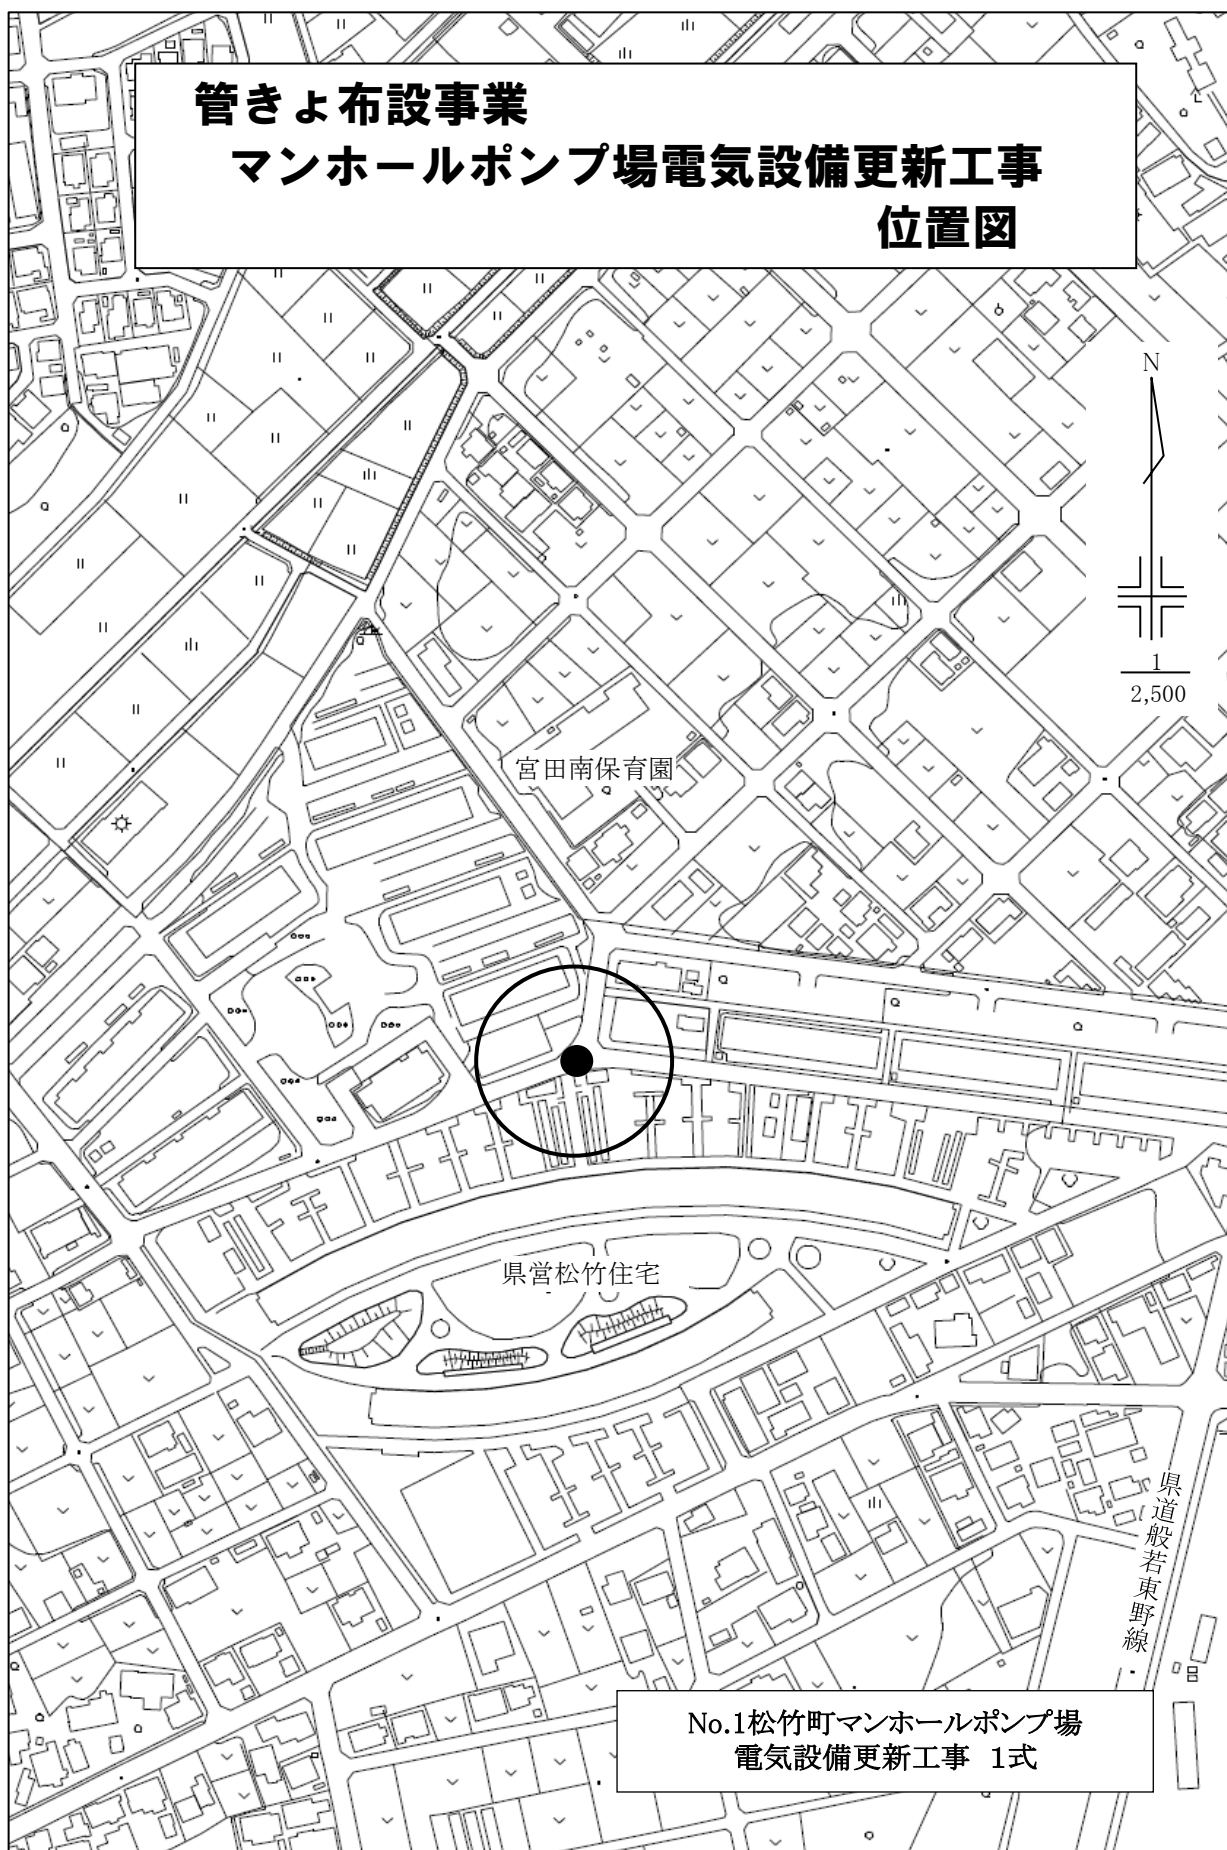 管きょ布設事業
マンホールポンプ場電気設備更新工事
位置図
N
1
2,500
宮田南保育園
県営松竹住宅
県道般若東野線
No.1松竹町マンホールポンプ場
電気設備更新工事　1式